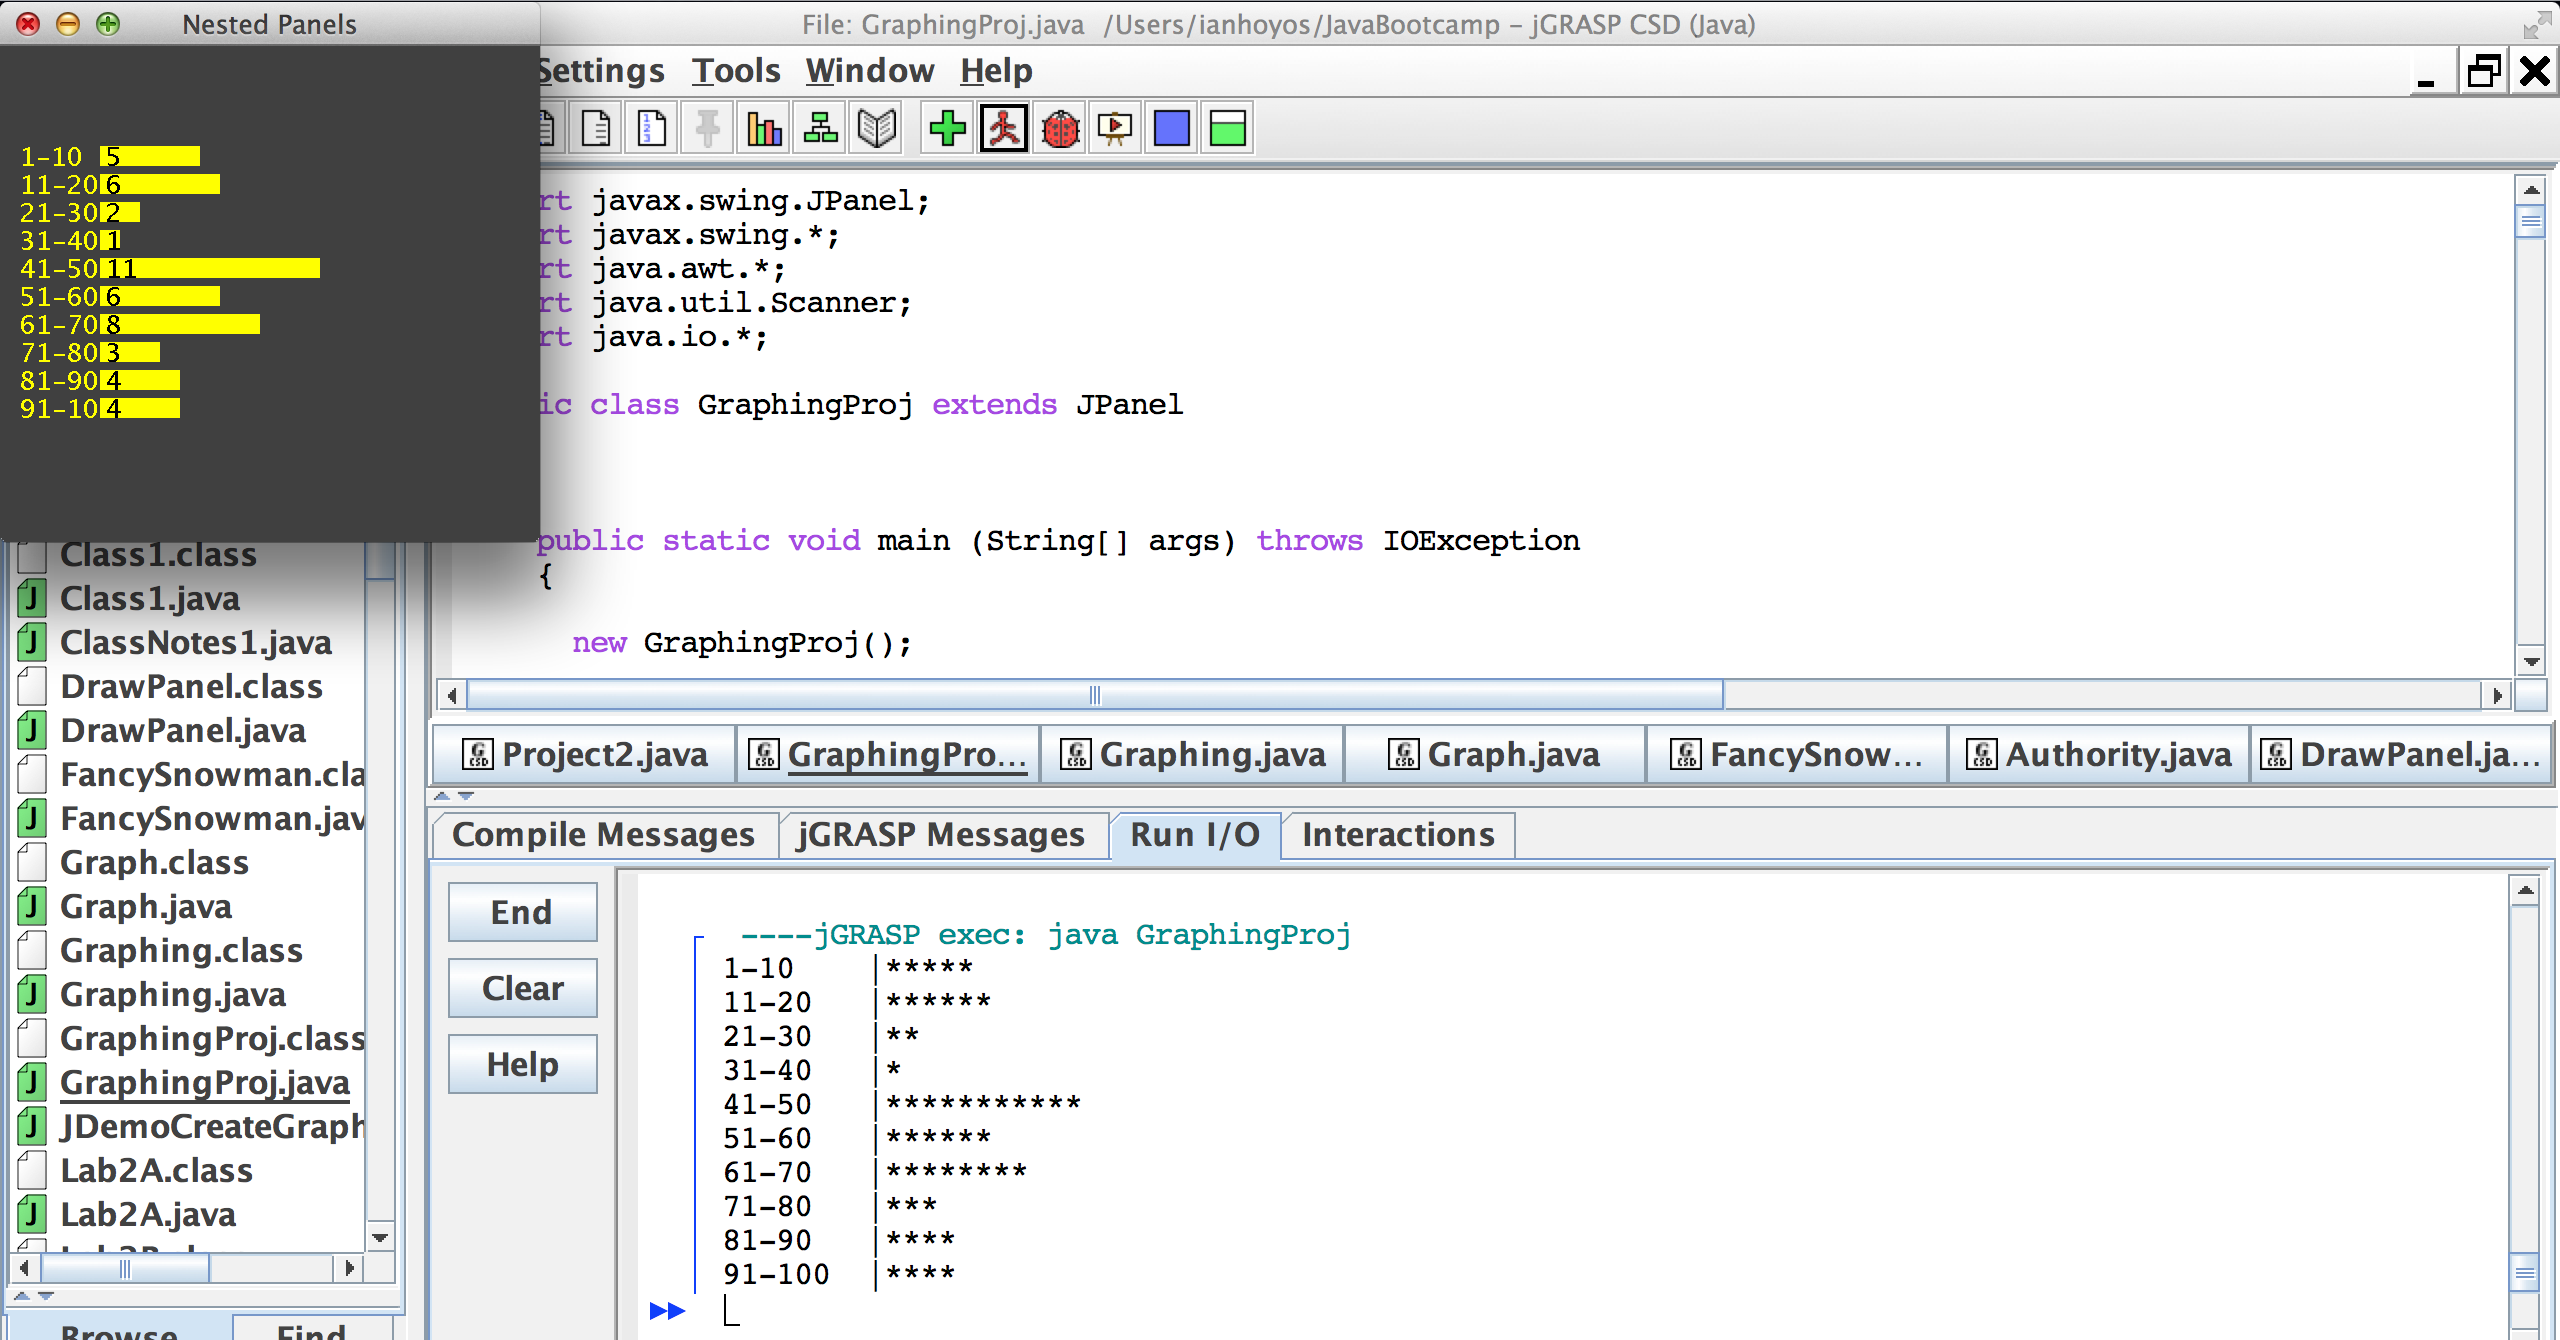 Nested Panels
File: GraphingProj.java /Users/ianhoyos/JavaBootcamp - jGRASP CSD (Java)
Settings Tools Window Help
1-10 5
11-20 6
21-30 2
31-40 1
41-50 11
51-60 6
61-70 8
71-80 3
81-90 4
91-10 4
rt javax.swing.JPanel;
rt javax.swing.*;
rt java.awt.*;
rt java.util.Scanner;
rt java.io.*;
ic class GraphingProj extends JPanel
public static void main (String[] args) throws IOException
{
new GraphingProj();
Class1.class
Class1.java
ClassNotes1.java
DrawPanel.class
DrawPanel.java
FancySnowman.cla
FancySnowman.jav
Graph.class
Graph.java
Graphing.class
Graphing.java
GraphingProj.class
GraphingProj.java
JDemoCreateGraph
Lab2A.class
Lab2A.java
Browse Find
Project2.java GraphingPro... Graphing.java Graph.java FancySnow... Authority.java DrawPanel.ja...
Compile Messages jGRASP Messages Run I/O Interactions
End
Clear
Help
----jGRASP exec: java GraphingProj
1-10 |*****
11-20 |******
21-30 |**
31-40 |*
41-50 |***********
51-60 |******
61-70 |********
71-80 |***
81-90 |****
91-100 |****